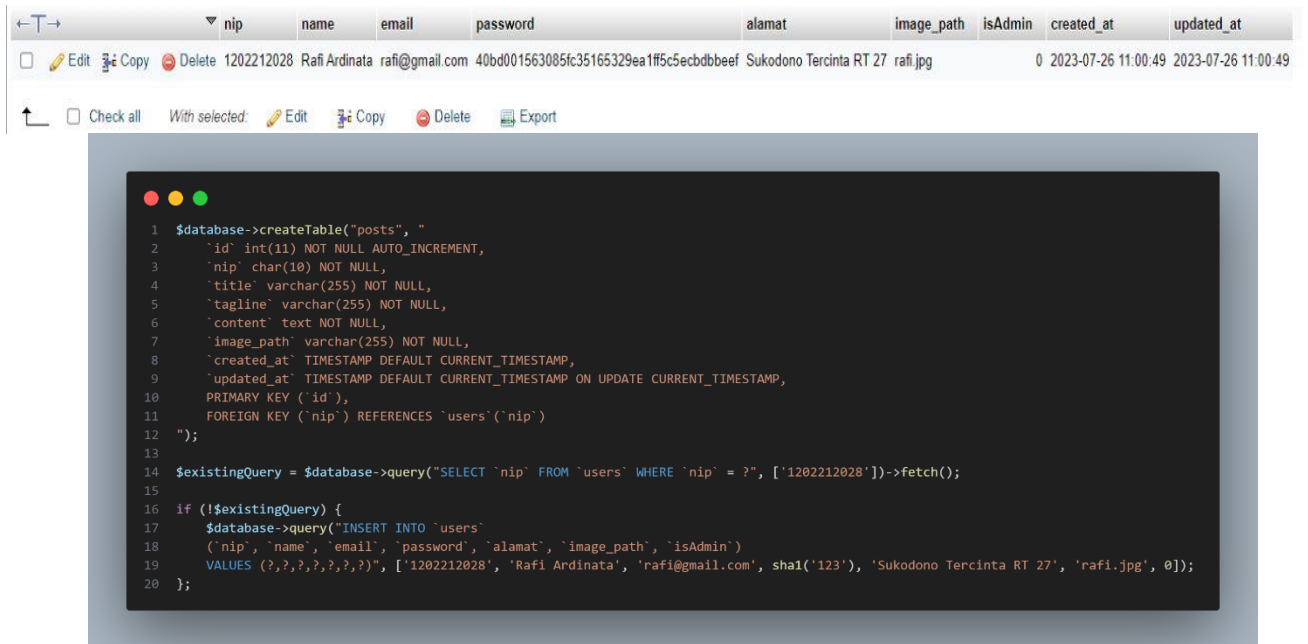 ←T→ ▼ nip name email password alamat image_path isAdmin created_at updated_at
Edit Copy Delete 1202212028 Rafi Ardinata rafi@gmail.com 40bd001563085fc35165329ea1ff5c5ecbdbbeef Sukodono Tercinta RT 27 rafi.jpg 0 2023-07-26 11:00:49 2023-07-26 11:00:49
Check all With selected: Edit Copy Delete Export
1 $database->createTable("posts", "
2 `id` int(11) NOT NULL AUTO_INCREMENT,
3 `nip` char(10) NOT NULL,
4 `title` varchar(255) NOT NULL,
5 `tagline` varchar(255) NOT NULL,
6 `content` text NOT NULL,
7 `image_path` varchar(255) NOT NULL,
8 `created_at` TIMESTAMP DEFAULT CURRENT_TIMESTAMP,
9 `updated_at` TIMESTAMP DEFAULT CURRENT_TIMESTAMP ON UPDATE CURRENT_TIMESTAMP,
10 PRIMARY KEY (`id`),
11 FOREIGN KEY (`nip`) REFERENCES `users`(`nip`)
12 ");
13
14 $existingQuery = $database->query("SELECT `nip` FROM `users` WHERE `nip` = ?", ['1202212028'])->fetch();
15
16 if (!$existingQuery) {
17 $database->query("INSERT INTO `users`
18 (`nip`, `name`, `email`, `password`, `alamat`, `image_path`, `isAdmin`)
19 VALUES (?,?,?,?,?,?,?)", ['1202212028', 'Rafi Ardinata', 'rafi@gmail.com', sha1('123'), 'Sukodono Tercinta RT 27', 'rafi.jpg', 0]);
20 };